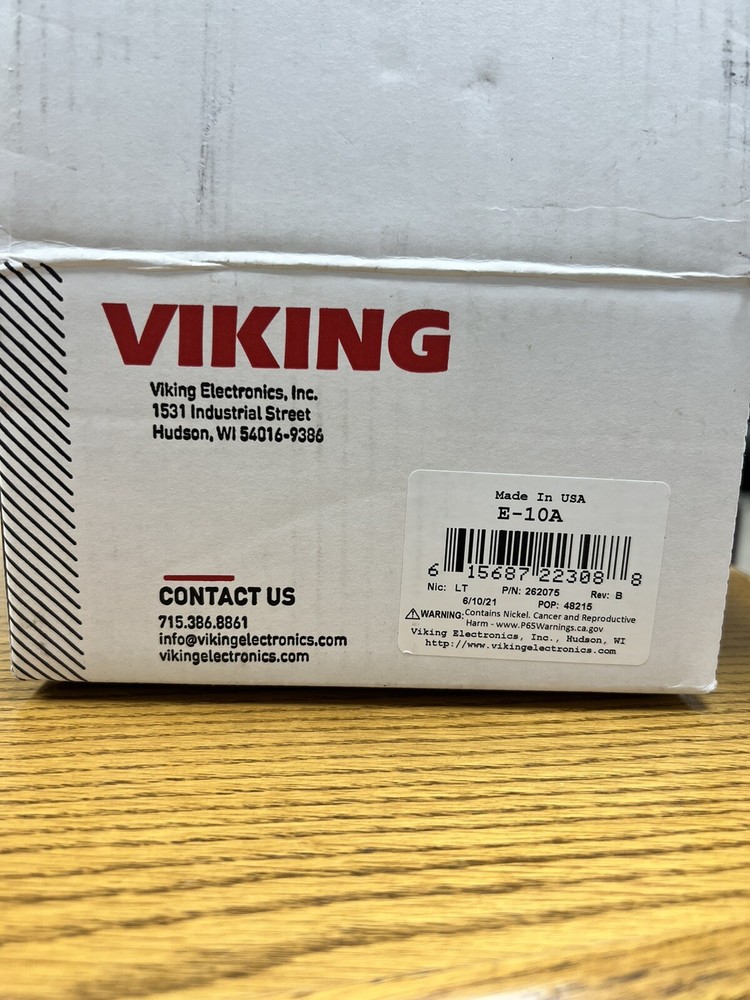 VIKING
Viking Electronics, Inc.
1531 Industrial Street
Hudson, WI 54016-9386
CONTACT US
715.386.8861
info@vikingelectronics.com
vikingelectronics.com
Made In USA
E-10A
6 15687 22308 8
Nic: LT P/N: 262075 Rev: B
6/10/21 POP: 48215
⚠WARNING: Contains Nickel. Cancer and Reproductive
Harm - www.P65Warnings.ca.gov
Viking Electronics, Inc., Hudson, WI
http://www.vikingelectronics.com